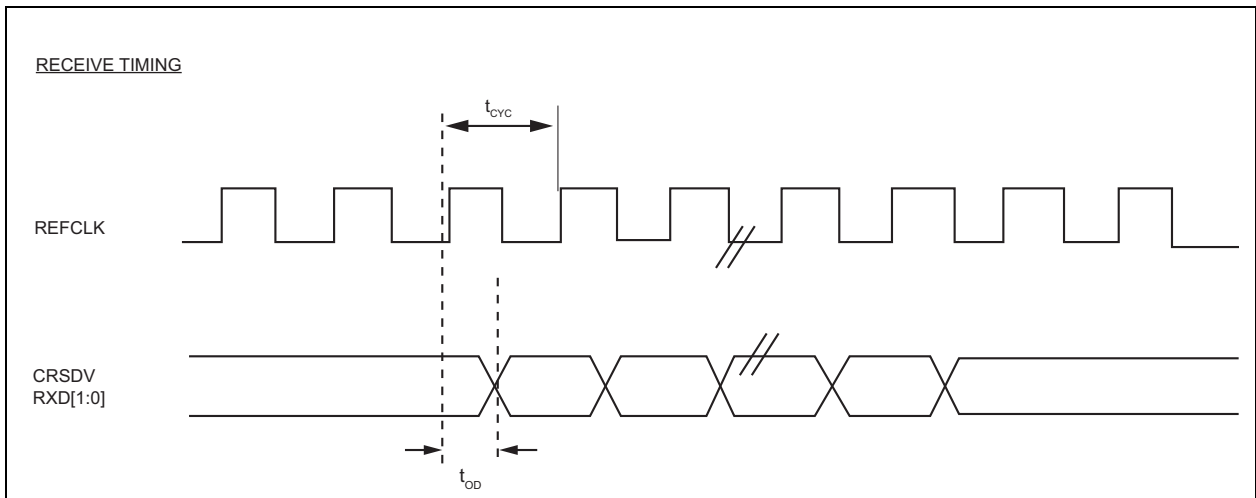 RECEIVE TIMING
tCYC
REFCLK
CRSDV
RXD[1:0]
tOD